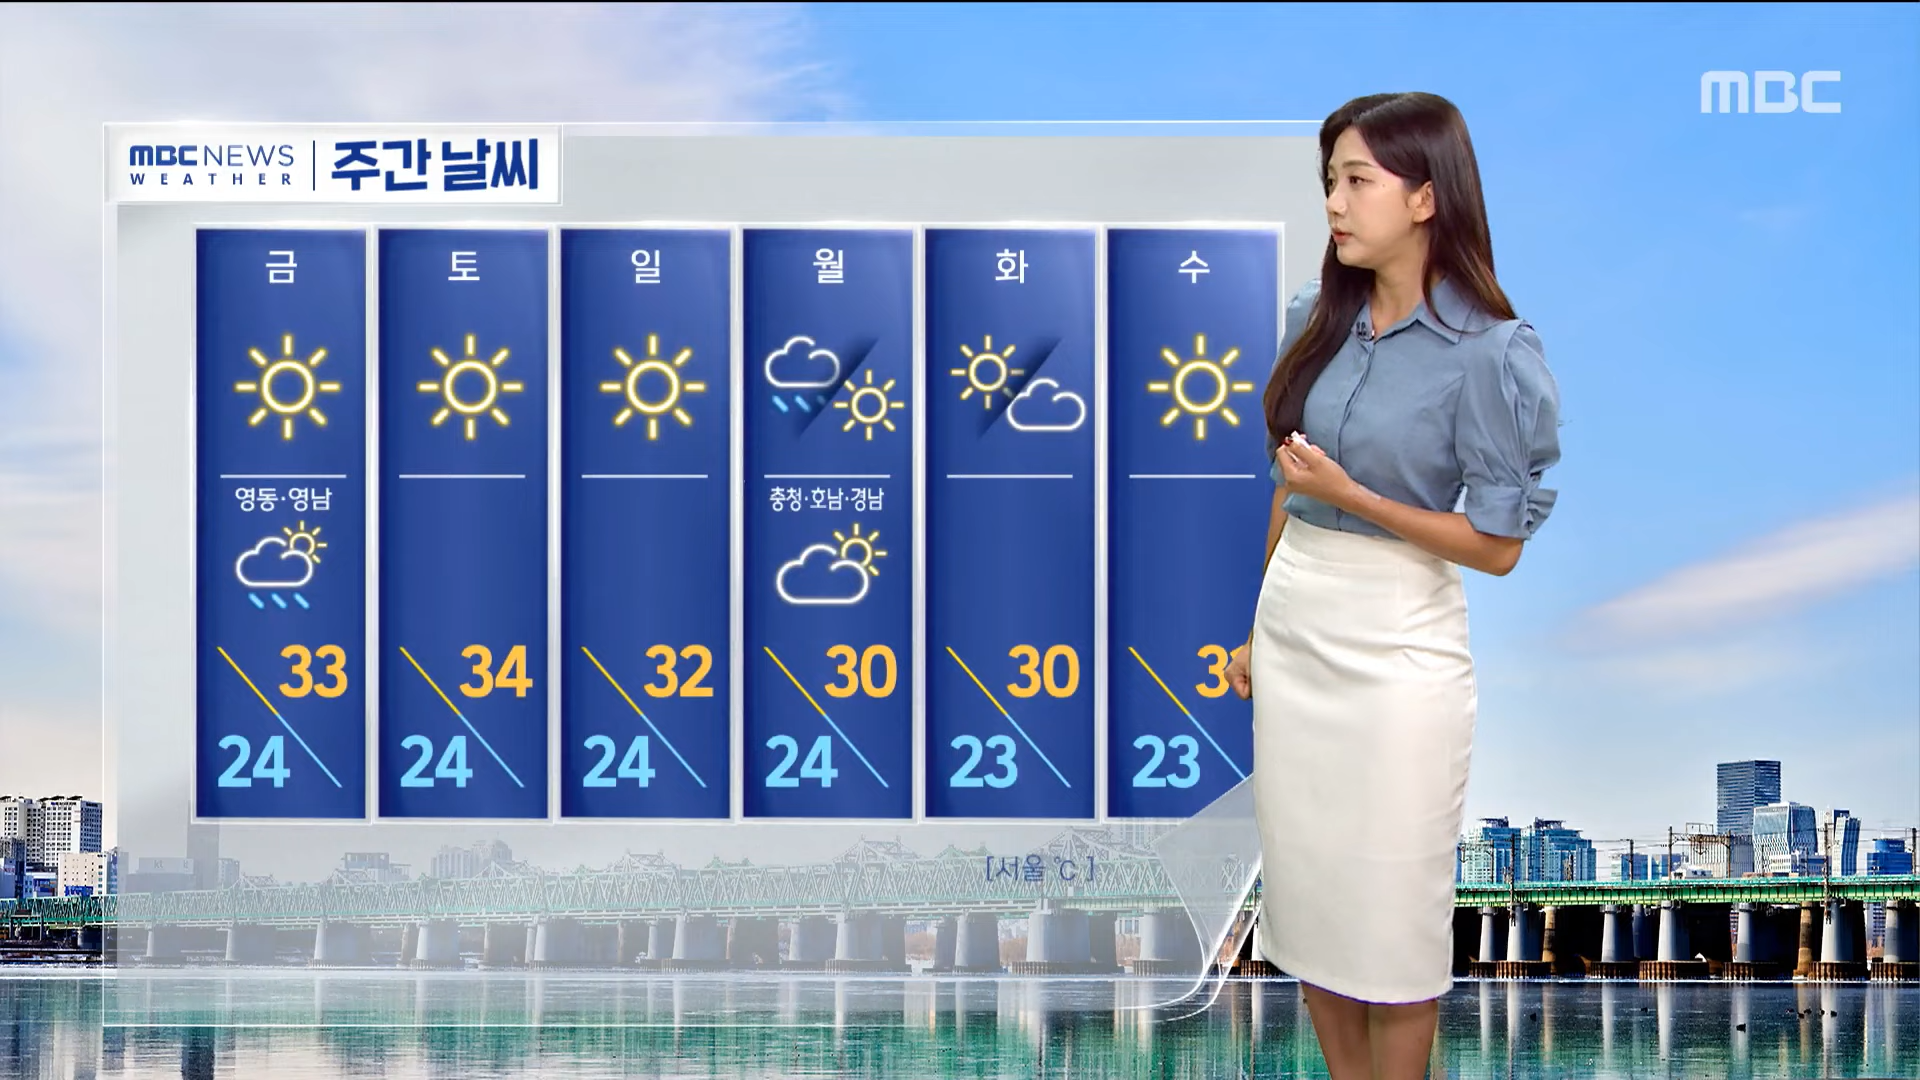 MBC
MBC NEWS
WEATHER
주간 날씨
금
영동·영남
33
24
토
34
24
일
32
24
월
충청·호남·경남
30
24
화
30
23
수
23
[서울 ℃]